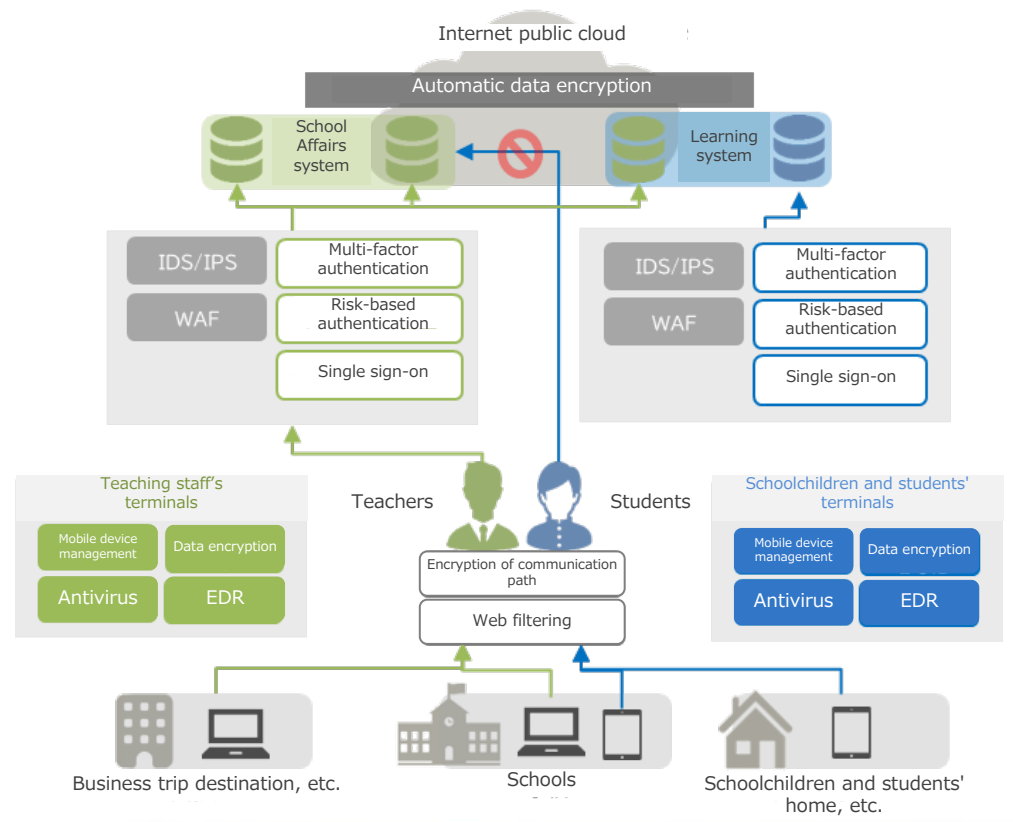 Internet public cloud
Automatic data encryption
School
Affairs
system
Learning
system
IDS/IPS
Multi-factor
authentication
WAF
Risk-based
authentication
Single sign-on
IDS/IPS
Multi-factor
authentication
WAF
Risk-based
authentication
Single sign-on
Teaching staff's
terminals
Mobile device
management
Data encryption
Antivirus
EDR
Teachers
Students
Encryption of communication
path
Web filtering
Schoolchildren and students'
terminals
Mobile device
management
Data encryption
Antivirus
EDR
Business trip destination, etc.
Schools
Schoolchildren and students'
home, etc.